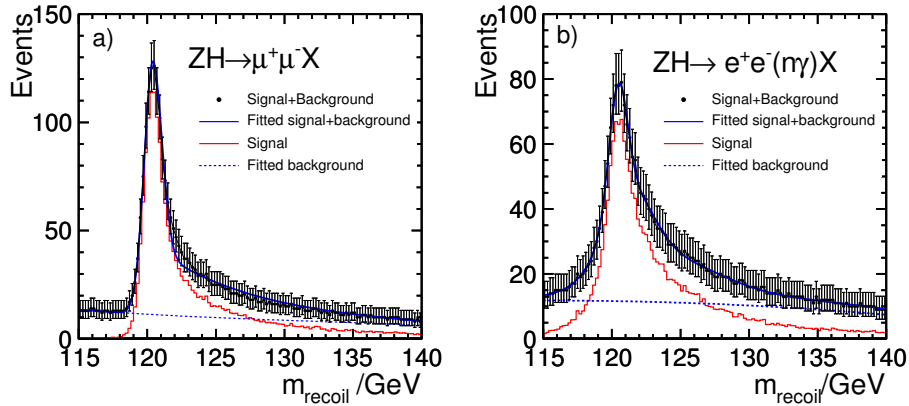 a)
ZH→μ⁺μ⁻X
Signal+Background
Fitted signal+background
Signal
Fitted background
Events
150
100
50
0
115 120 125 130 135 140
m_recoil /GeV
b)
ZH→ e⁺e⁻(nγ)X
Signal+Background
Fitted signal+background
Signal
Fitted background
Events
100
80
60
40
20
0
115 120 125 130 135 140
m_recoil /GeV